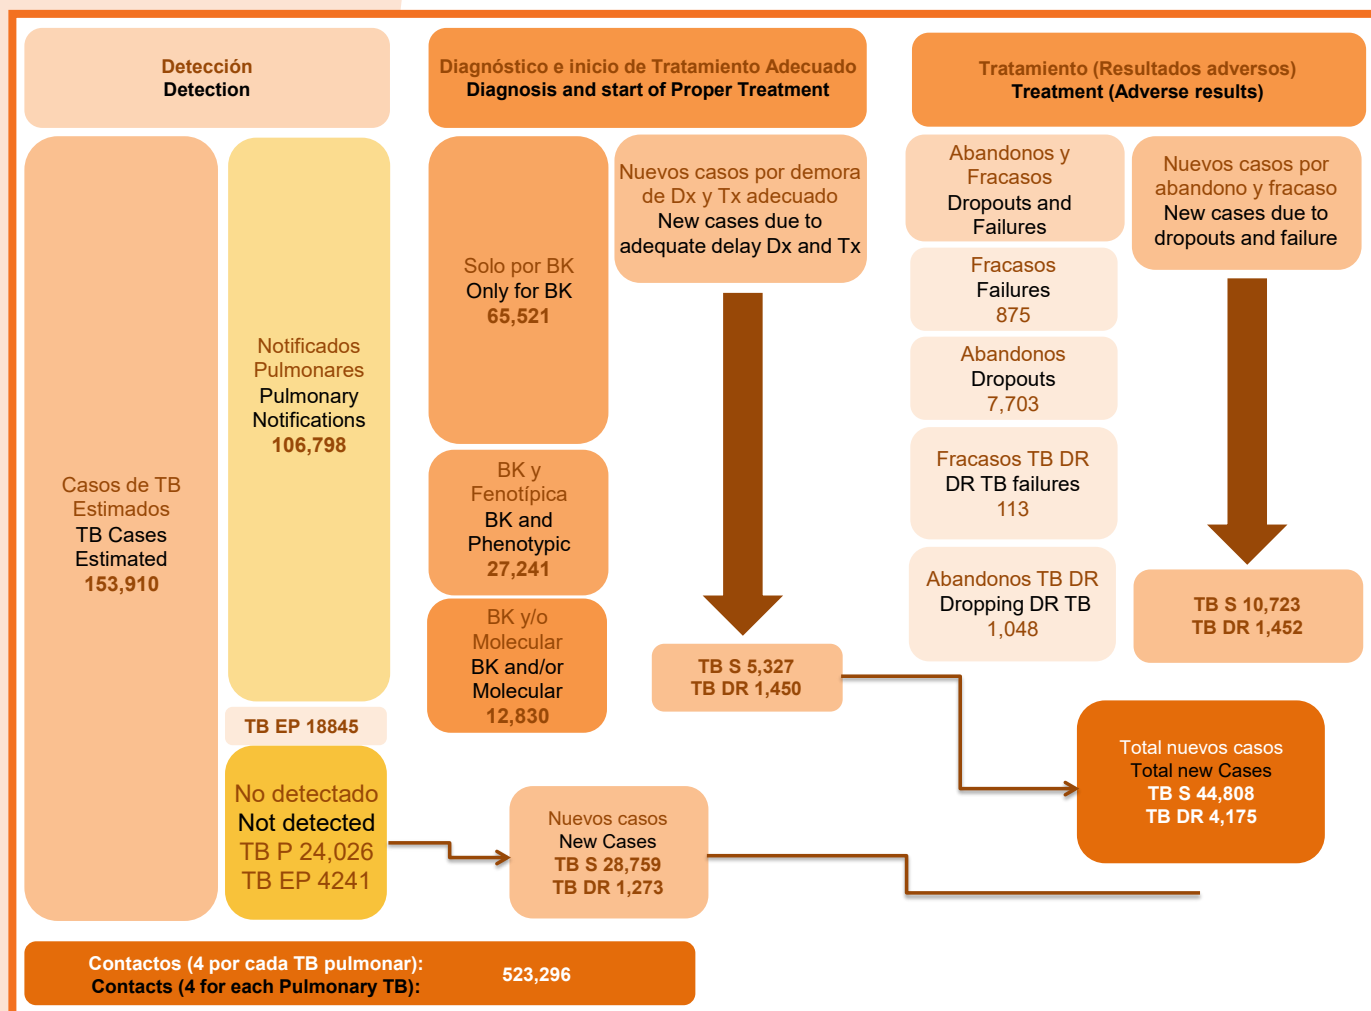 Detección
Detection
Diagnóstico e inicio de Tratamiento Adecuado
Diagnosis and start of Proper Treatment
Tratamiento (Resultados adversos)
Treatment (Adverse results)
Casos de TB
Estimados
TB Cases
Estimated
153,910
Notificados
Pulmonares
Pulmonary
Notifications
106,798
TB EP 18845
No detectado
Not detected
TB P 24,026
TB EP 4241
Solo por BK
Only for BK
65,521
BK y
Fenotípica
BK and
Phenotypic
27,241
BK y/o
Molecular
BK and/or
Molecular
12,830
Nuevos casos por demora
de Dx y Tx adecuado
New cases due to
adequate delay Dx and Tx
TB S 5,327
TB DR 1,450
Nuevos casos
New Cases
TB S 28,759
TB DR 1,273
Abandonos y
Fracasos
Dropouts and
Failures
Fracasos
Failures
875
Abandonos
Dropouts
7,703
Fracasos TB DR
DR TB failures
113
Abandonos TB DR
Dropping DR TB
1,048
Nuevos casos por
abandono y fracaso
New cases due to
dropouts and failure
TB S 10,723
TB DR 1,452
Total nuevos casos
Total new Cases
TB S 44,808
TB DR 4,175
Contactos (4 por cada TB pulmonar):
Contacts (4 for each Pulmonary TB):
523,296